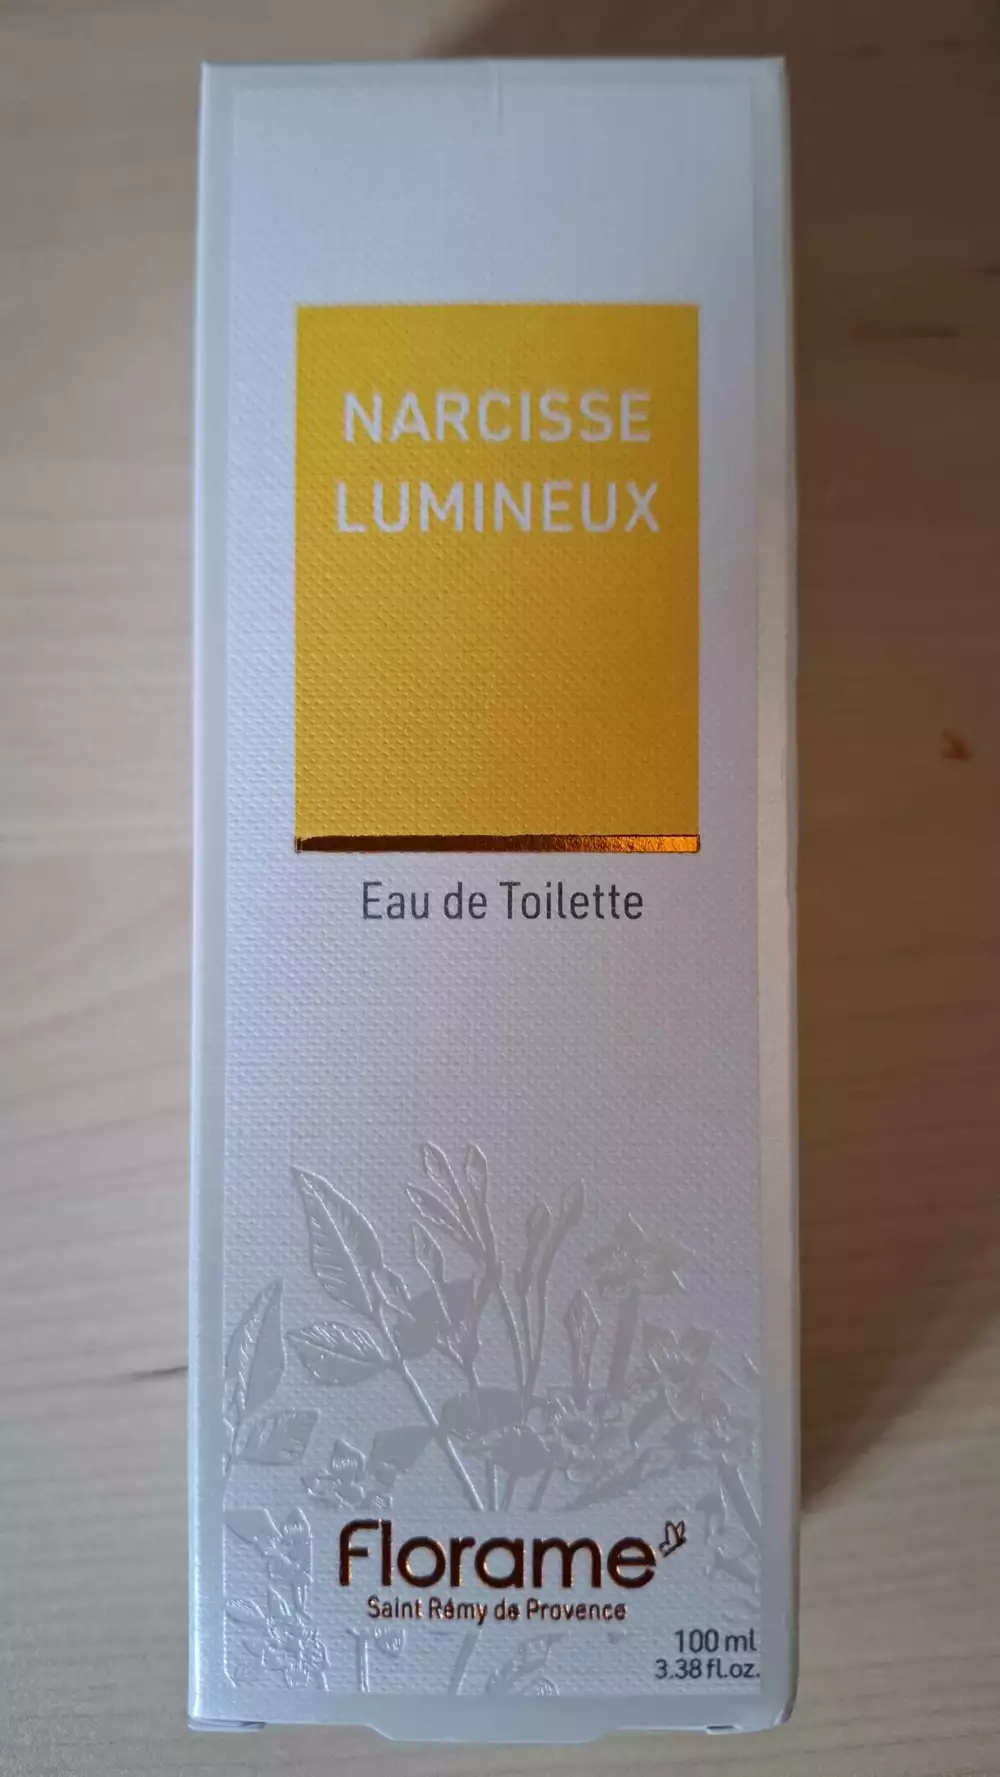 NARCISSE
LUMINEUX
Eau de Toilette
Florame
Saint Rémy de Provence
100 ml
3.38 fl.oz.